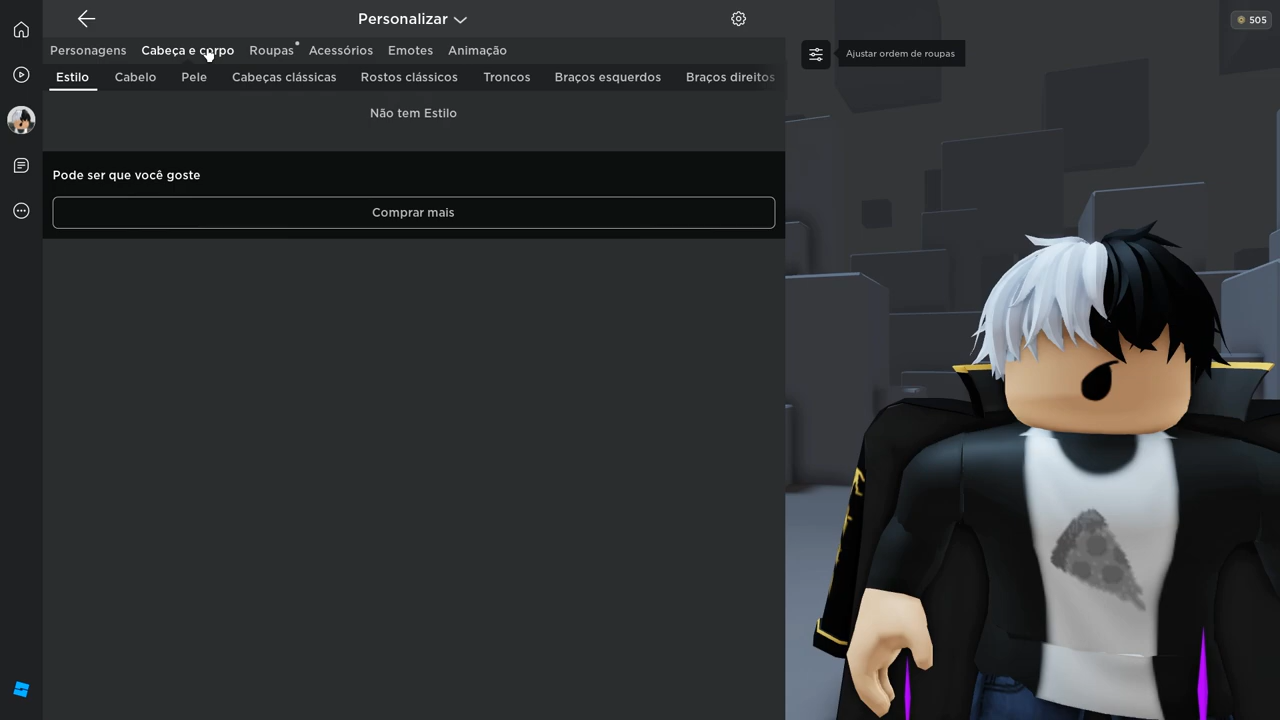 Personalizar
505
Personagens Cabeça e corpo Roupas Acessórios Emotes Animação
Ajustar ordem de roupas
Estilo Cabelo Pele Cabeças clássicas Rostos clássicos Troncos Braços esquerdos Braços direitos
Não tem Estilo
Pode ser que você goste
Comprar mais